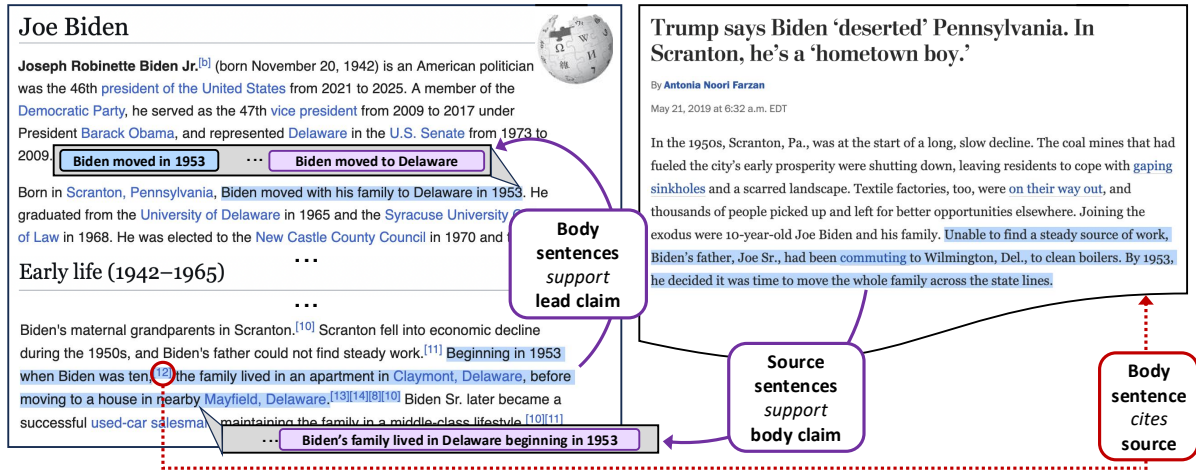 Joe Biden
Joseph Robinette Biden Jr.[b] (born November 20, 1942) is an American politician
was the 46th president of the United States from 2021 to 2025. A member of the
Democratic Party, he served as the 47th vice president from 2009 to 2017 under
President Barack Obama, and represented Delaware in the U.S. Senate from 1973 to
2009.
Biden moved in 1953 ... Biden moved to Delaware
Born in Scranton, Pennsylvania, Biden moved with his family to Delaware in 1953. He
graduated from the University of Delaware in 1965 and the Syracuse University
of Law in 1968. He was elected to the New Castle County Council in 1970 and
...
Early life (1942–1965)
...
Biden's maternal grandparents in Scranton.[10] Scranton fell into economic decline
during the 1950s, and Biden's father could not find steady work.[11] Beginning in 1953
when Biden was ten,[12] the family lived in an apartment in Claymont, Delaware, before
moving to a house in nearby Mayfield, Delaware.[13][14][8][10] Biden Sr. later became a
successful used-car salesman maintaining the family in a middle-class lifestyle.[10][11]
... Biden's family lived in Delaware beginning in 1953
Body
sentences
support
lead claim
Trump says Biden ‘deserted’ Pennsylvania. In
Scranton, he’s a ‘hometown boy.’
By Antonia Noori Farzan
May 21, 2019 at 6:32 a.m. EDT
In the 1950s, Scranton, Pa., was at the start of a long, slow decline. The coal mines that had
fueled the city’s early prosperity were shutting down, leaving residents to cope with gaping
sinkholes and a scarred landscape. Textile factories, too, were on their way out, and
thousands of people picked up and left for better opportunities elsewhere. Joining the
exodus were 10-year-old Joe Biden and his family. Unable to find a steady source of work,
Biden’s father, Joe Sr., had been commuting to Wilmington, Del., to clean boilers. By 1953,
he decided it was time to move the whole family across the state lines.
Source
sentences
support
body claim
Body
sentence
cites
source